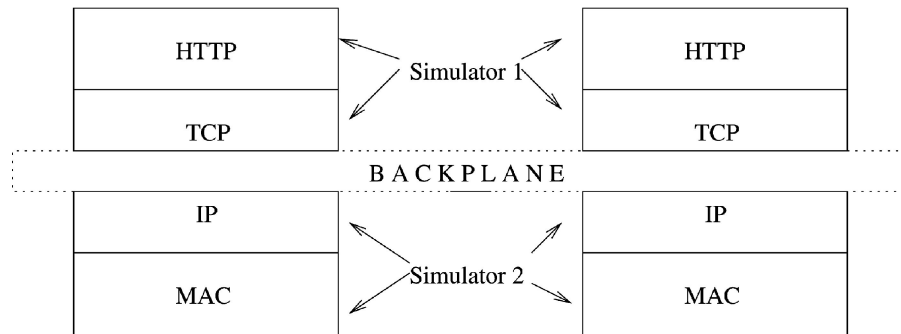 HTTP
HTTP
Simulator 1
TCP
TCP
BACKPLANE
IP
IP
Simulator 2
MAC
MAC